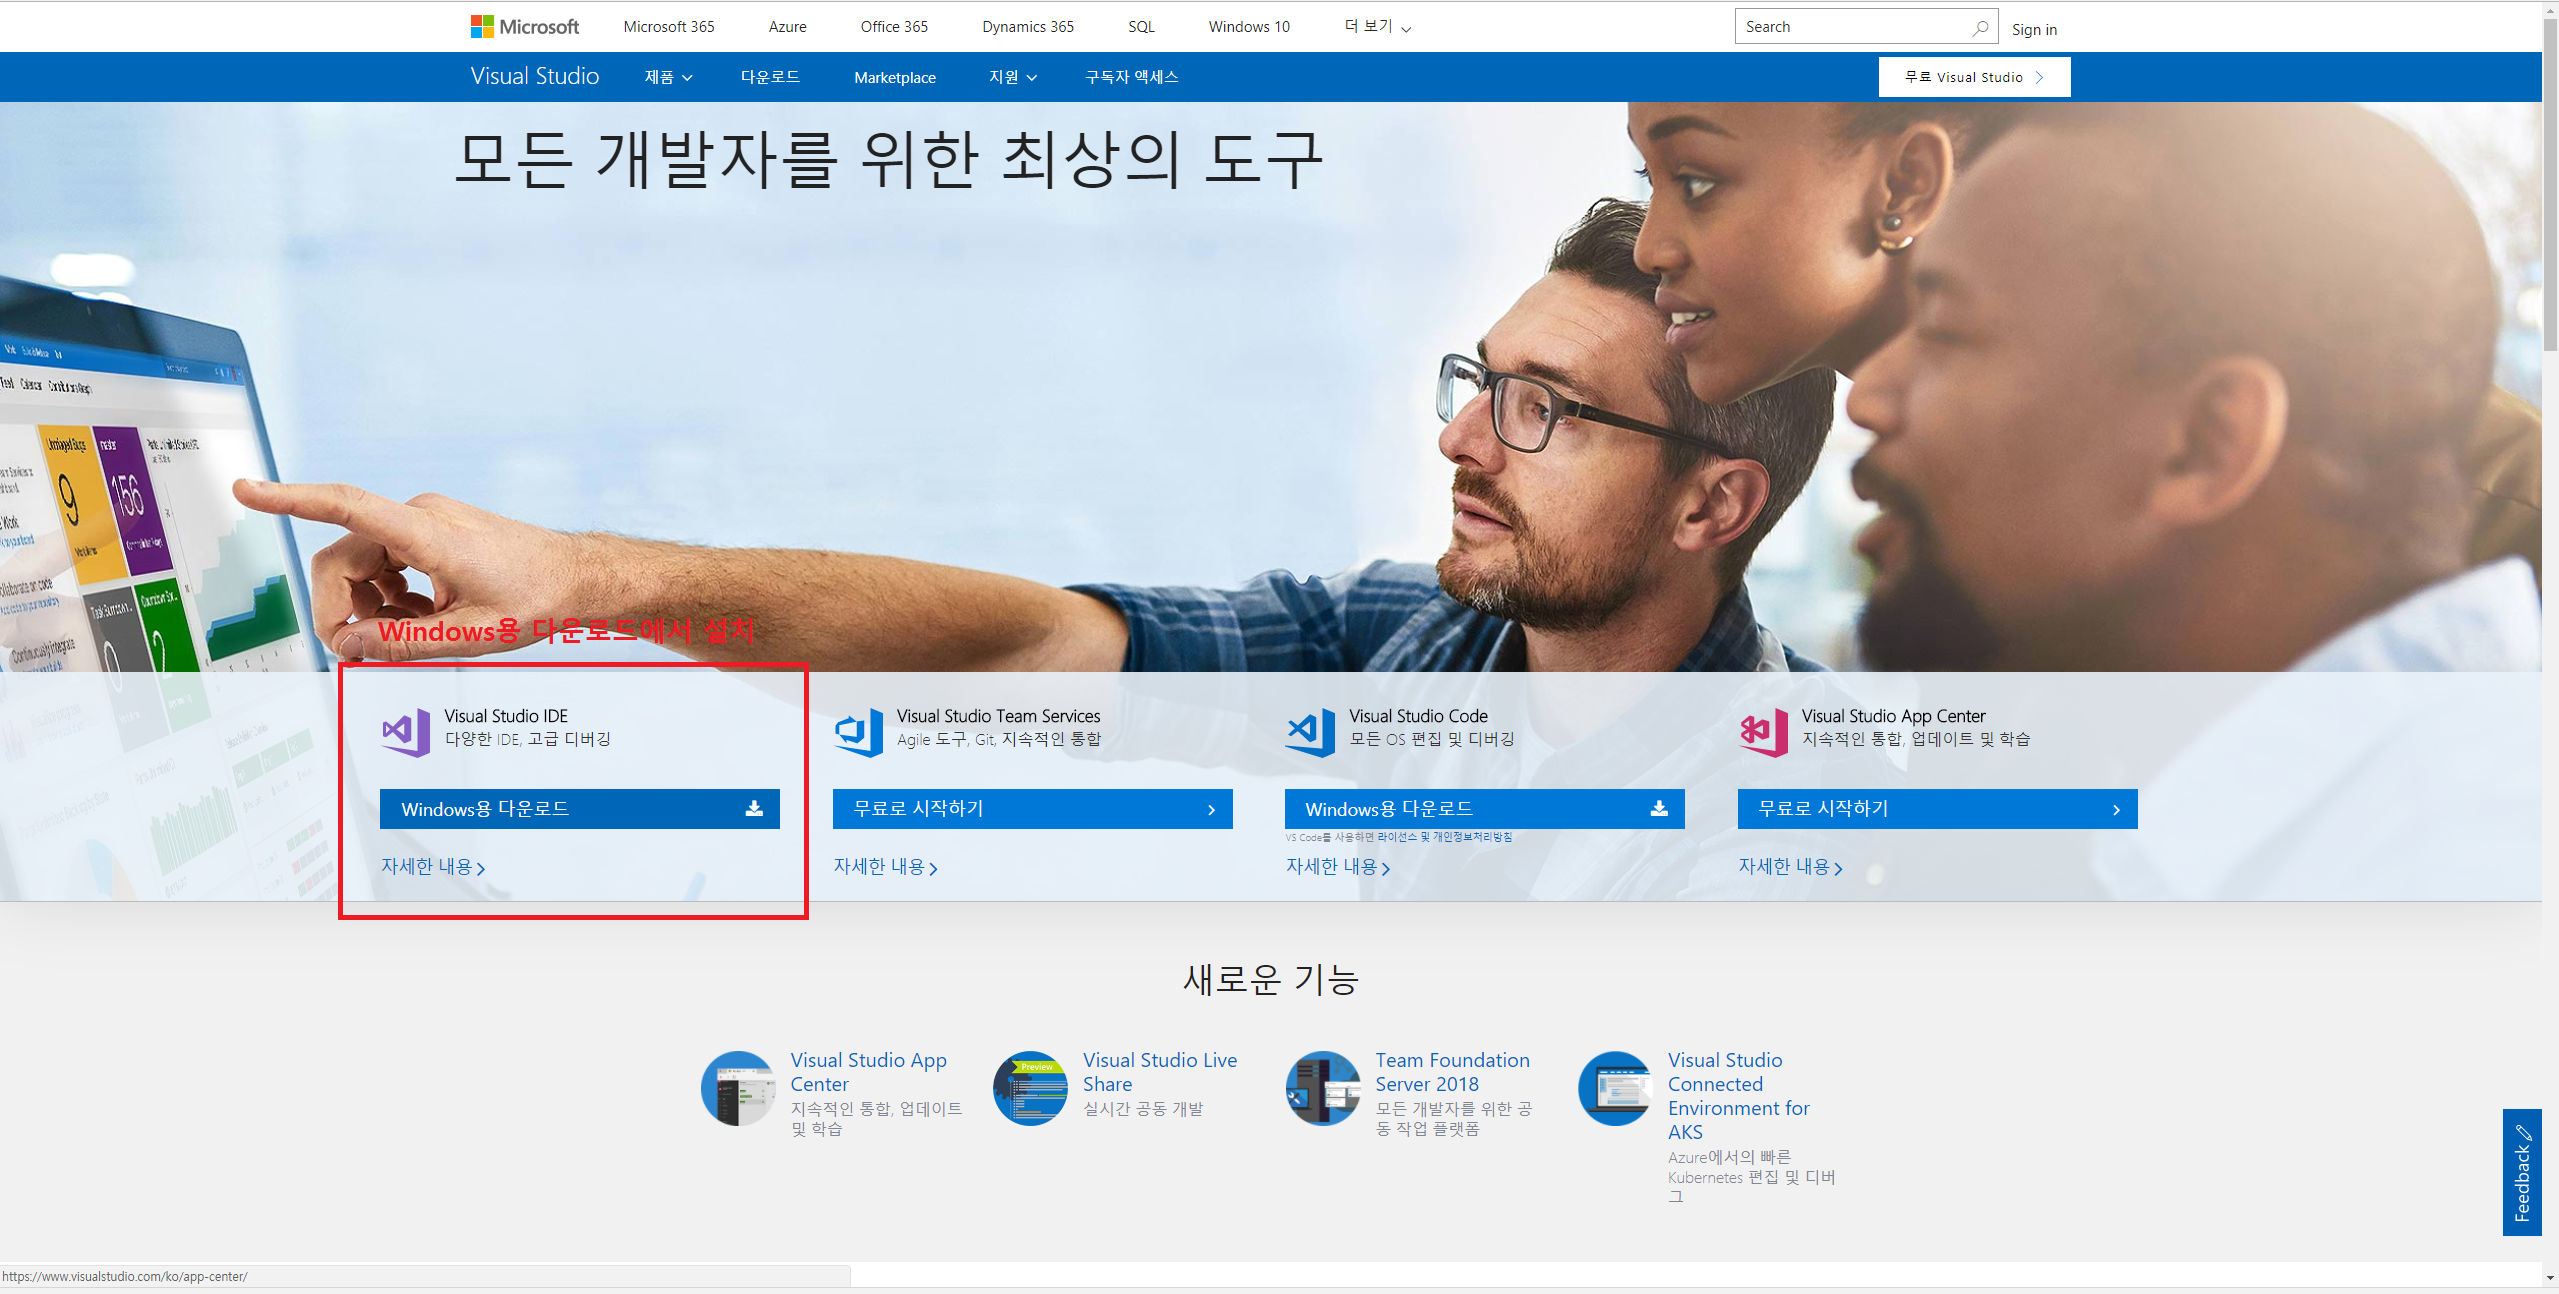 Microsoft
Microsoft 365
Azure
Office 365
Dynamics 365
SQL
Windows 10
더 보기
Search
Sign in
Visual Studio
제품
다운로드
Marketplace
지원
구독자 액세스
무료 Visual Studio
모든 개발자를 위한 최상의 도구
9
156
0
2
Windows용 다운로드에서 설치
Visual Studio IDE
다양한 IDE, 고급 디버깅
Windows용 다운로드
자세한 내용
Visual Studio Team Services
Agile 도구, Git, 지속적인 통합
무료로 시작하기
자세한 내용
Visual Studio Code
모든 OS 편집 및 디버깅
Windows용 다운로드
VS Code를 사용하면 라이선스 및 개인정보처리방침
자세한 내용
Visual Studio App Center
지속적인 통합, 업데이트 및 학습
무료로 시작하기
자세한 내용
새로운 기능
Visual Studio App
Center
지속적인 통합, 업데이트
및 학습
Preview
Visual Studio Live
Share
실시간 공동 개발
Team Foundation
Server 2018
모든 개발자를 위한 공
동 작업 플랫폼
Visual Studio
Connected
Environment for
AKS
Azure에서의 빠른
Kubernetes 편집 및 디버
그
Feedback
https://www.visualstudio.com/ko/app-center/